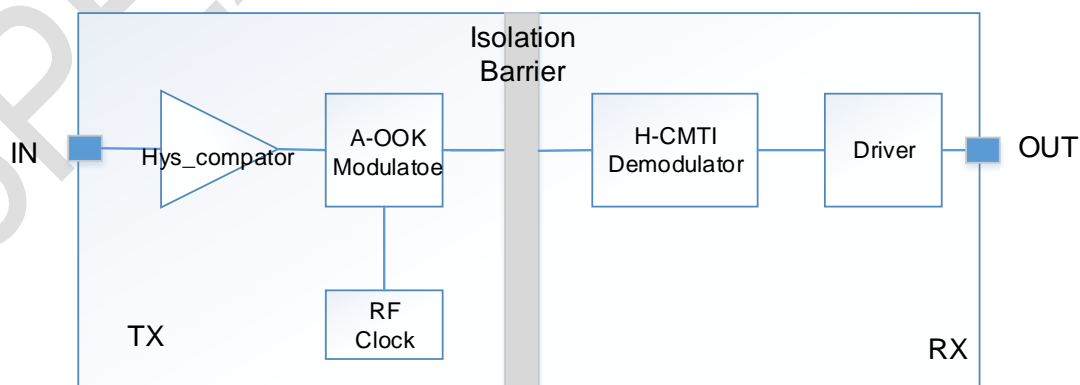 Isolation
Barrier
IN
Hys_compator
A-OOK
Modulatoe
H-CMTI
Demodulator
Driver
OUT
RF
Clock
TX
RX